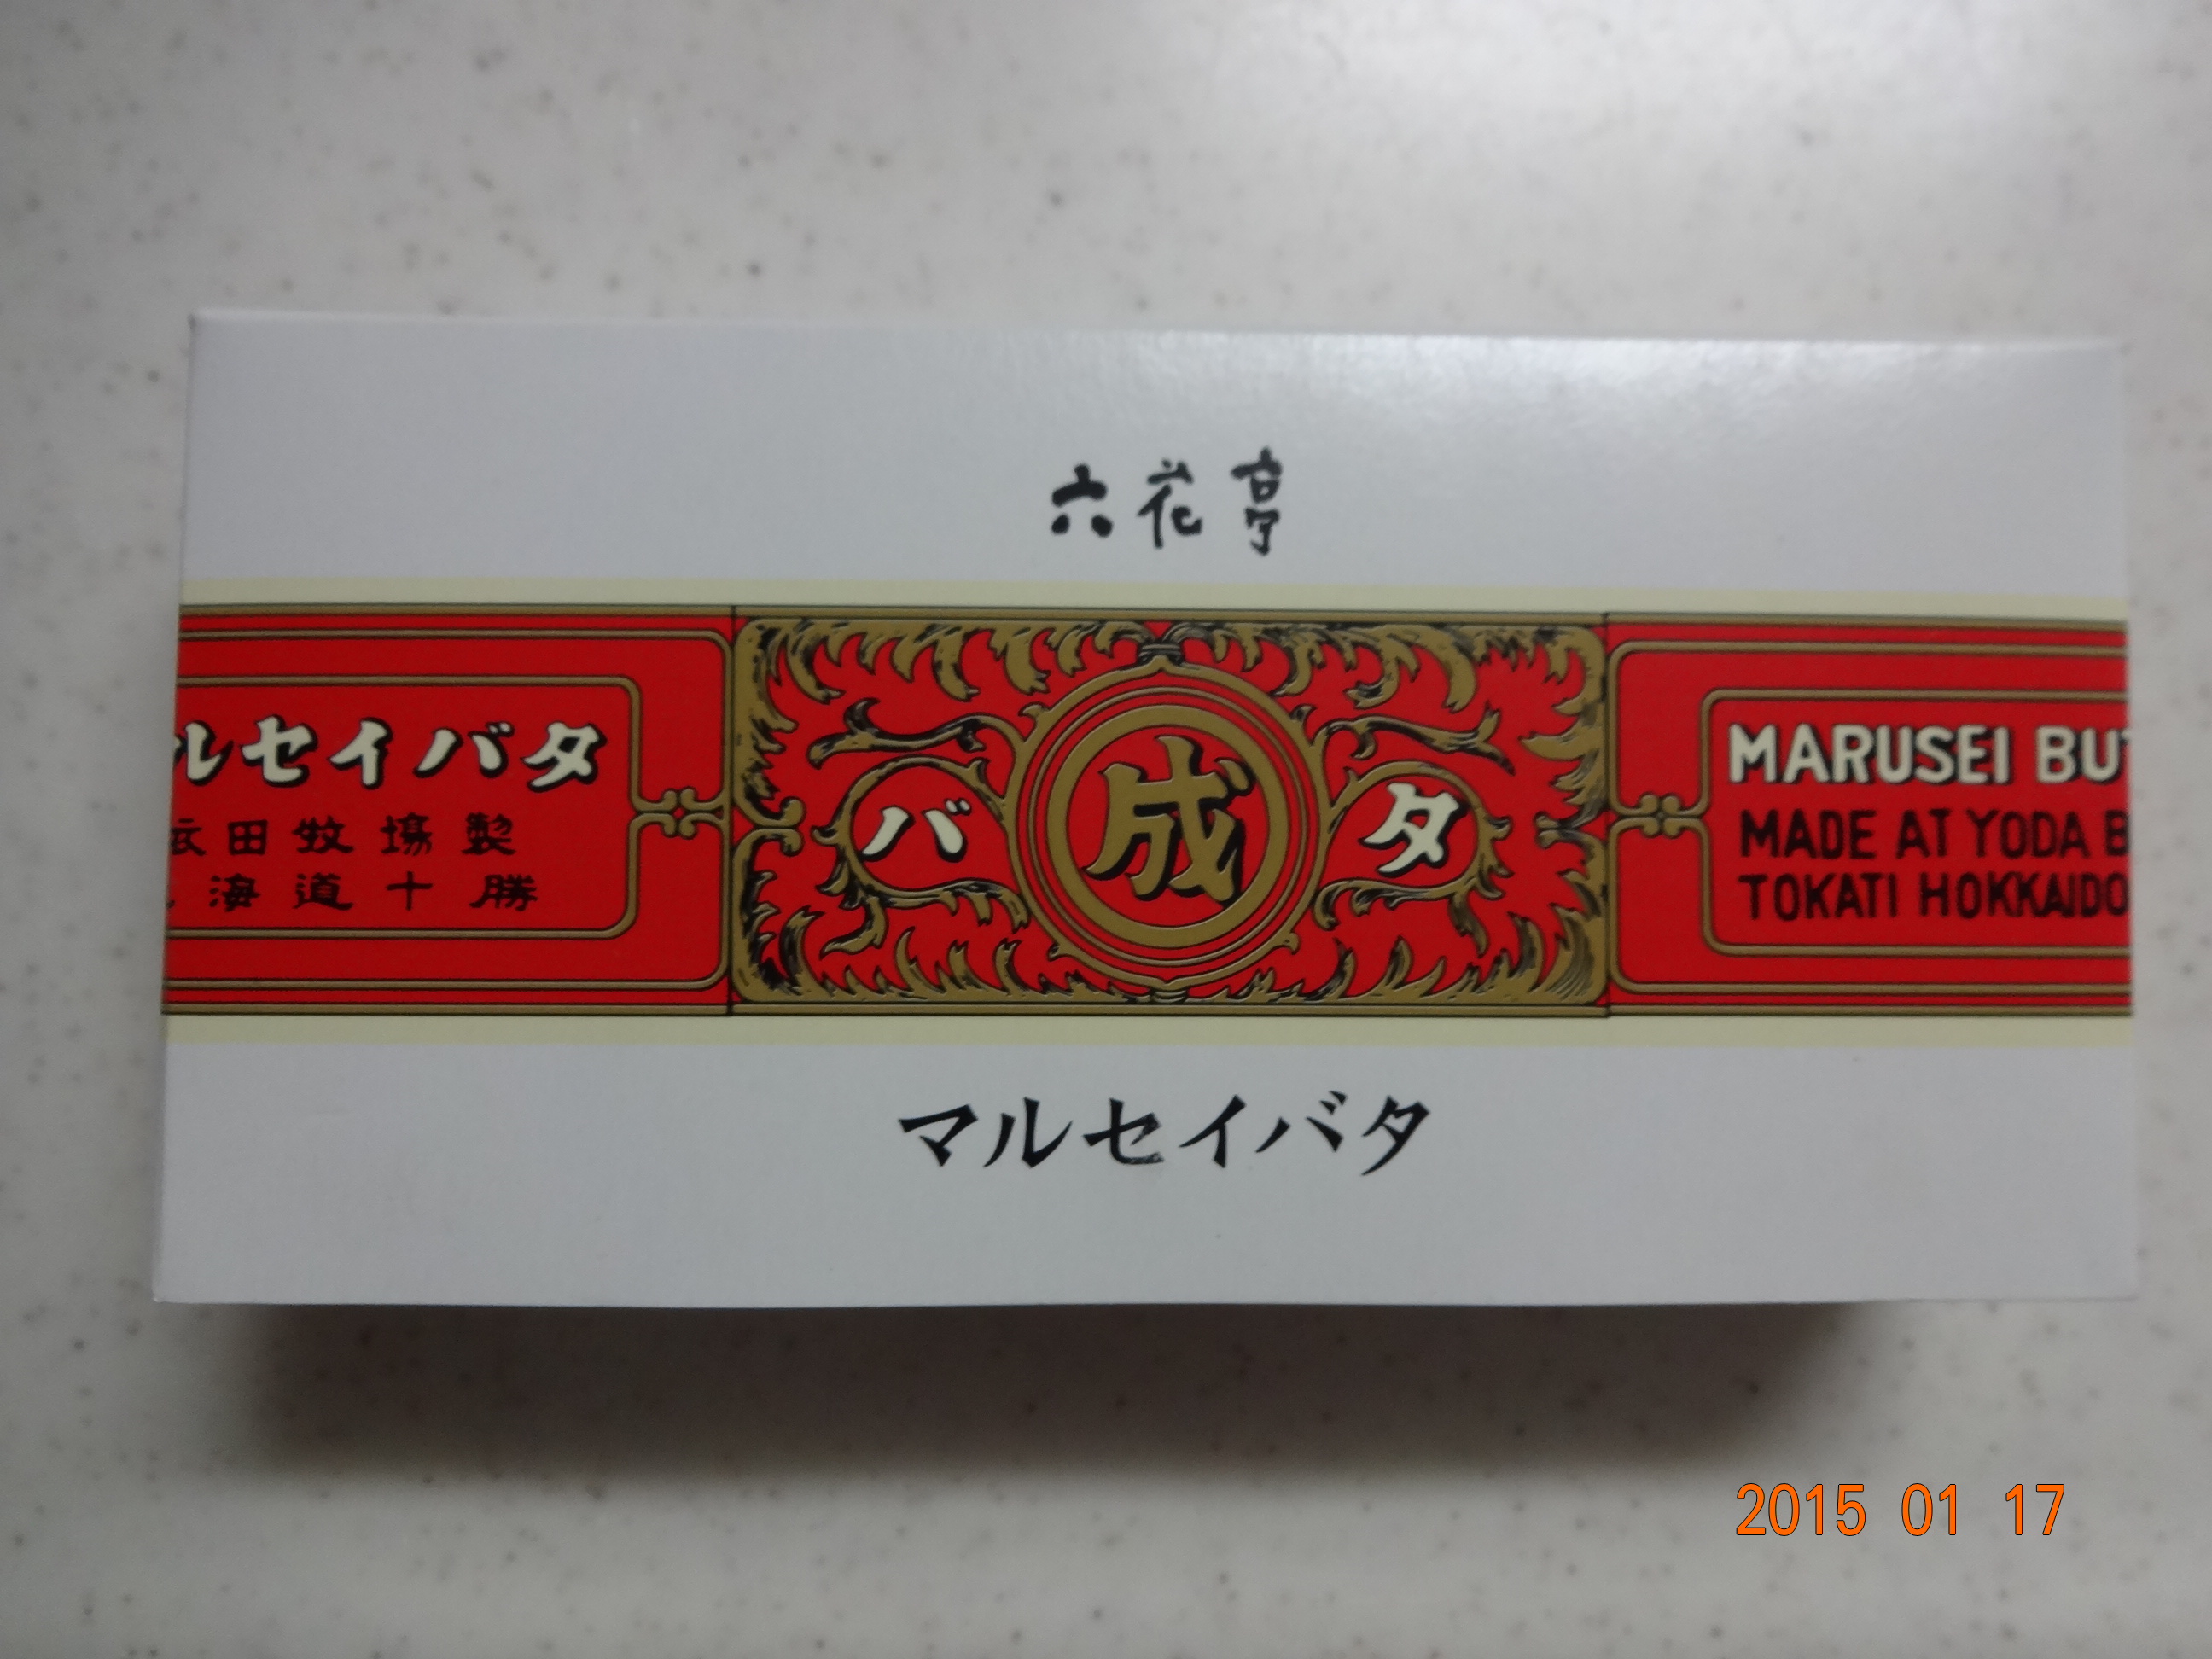 六花亭
ルセイバタ
田牧場製
海道十勝
バ 成 タ
MARUSEI BU
MADE AT YODA B
TOKATI HOKKAIDO
マルセイバタ
2015 01 17